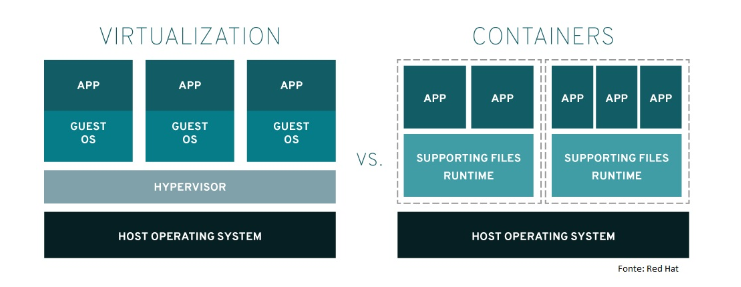 VIRTUALIZATION
APP
APP
APP
GUEST
OS
GUEST
OS
GUEST
OS
HYPERVISOR
HOST OPERATING SYSTEM
VS.
CONTAINERS
APP
APP
SUPPORTING FILES
RUNTIME
APP
APP
APP
SUPPORTING FILES
RUNTIME
HOST OPERATING SYSTEM
Fonte: Red Hat